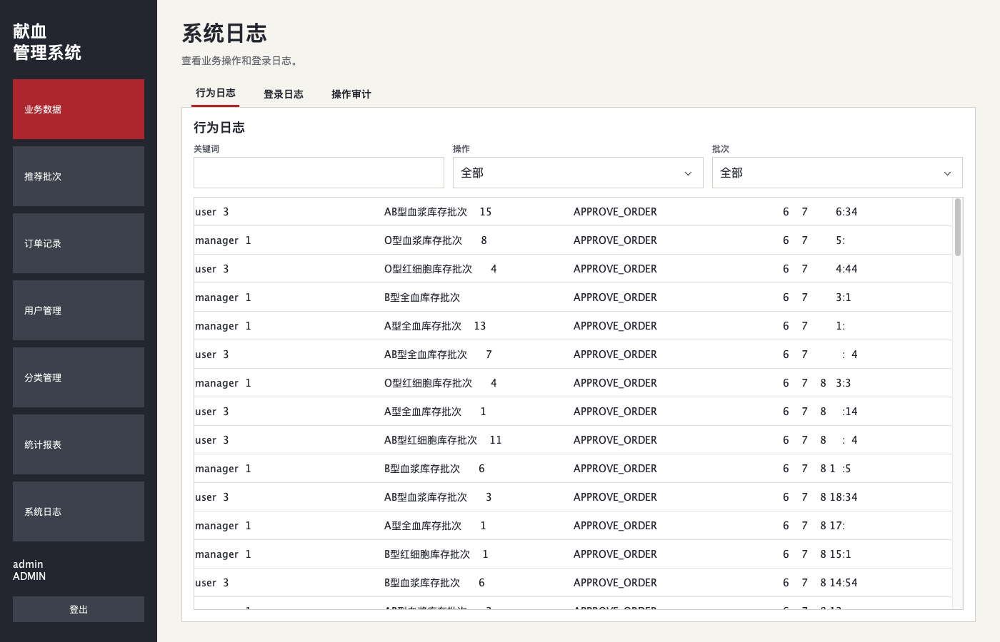 献血
管理系统
业务数据
推荐批次
订单记录
用户管理
分类管理
统计报表
系统日志
admin
ADMIN
登出
系统日志
查看业务操作和登录日志。
行为日志 登录日志 操作审计
行为日志
关键词 操作 批次
全部 全部
user 3 AB型血浆库存批次 15 APPROVE_ORDER 6 7 6:34
manager 1 O型血浆库存批次 8 APPROVE_ORDER 6 7 5:
user 3 O型红细胞库存批次 4 APPROVE_ORDER 6 7 4:44
manager 1 B型全血库存批次 APPROVE_ORDER 6 7 3:1
manager 1 A型全血库存批次 13 APPROVE_ORDER 6 7 1:
user 3 AB型全血库存批次 7 APPROVE_ORDER 6 7 : 4
manager 1 O型红细胞库存批次 4 APPROVE_ORDER 6 7 8 3:3
user 3 A型全血库存批次 1 APPROVE_ORDER 6 7 8 :14
user 3 AB型红细胞库存批次 11 APPROVE_ORDER 6 7 8 : 4
manager 1 B型血浆库存批次 6 APPROVE_ORDER 6 7 8 1 :5
user 3 AB型血浆库存批次 3 APPROVE_ORDER 6 7 8 18:34
manager 1 A型全血库存批次 1 APPROVE_ORDER 6 7 8 17:
manager 1 B型红细胞库存批次 1 APPROVE_ORDER 6 7 8 15:1
user 3 B型血浆库存批次 6 APPROVE_ORDER 6 7 8 14:54